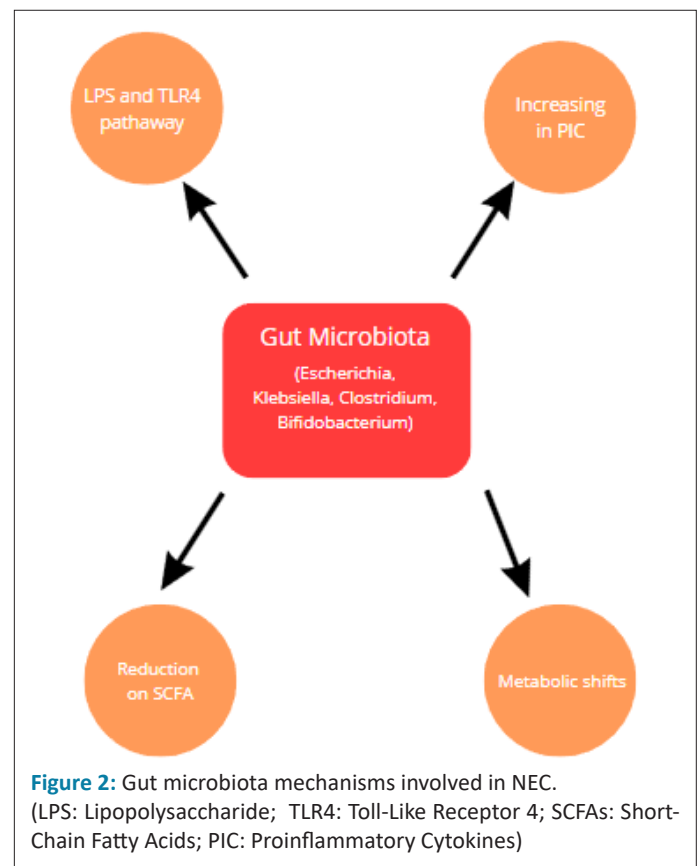 LPS and TLR4
pathaway
Increasing
in PIC
Gut Microbiota
(Escherichia,
Klebsiella, Clostridium,
Bifidobacterium)
Reduction
on SCFA
Metabolic shifts
Figure 2: Gut microbiota mechanisms involved in NEC.
(LPS: Lipopolysaccharide; TLR4: Toll-Like Receptor 4; SCFAs: Short-
Chain Fatty Acids; PIC: Proinflammatory Cytokines)